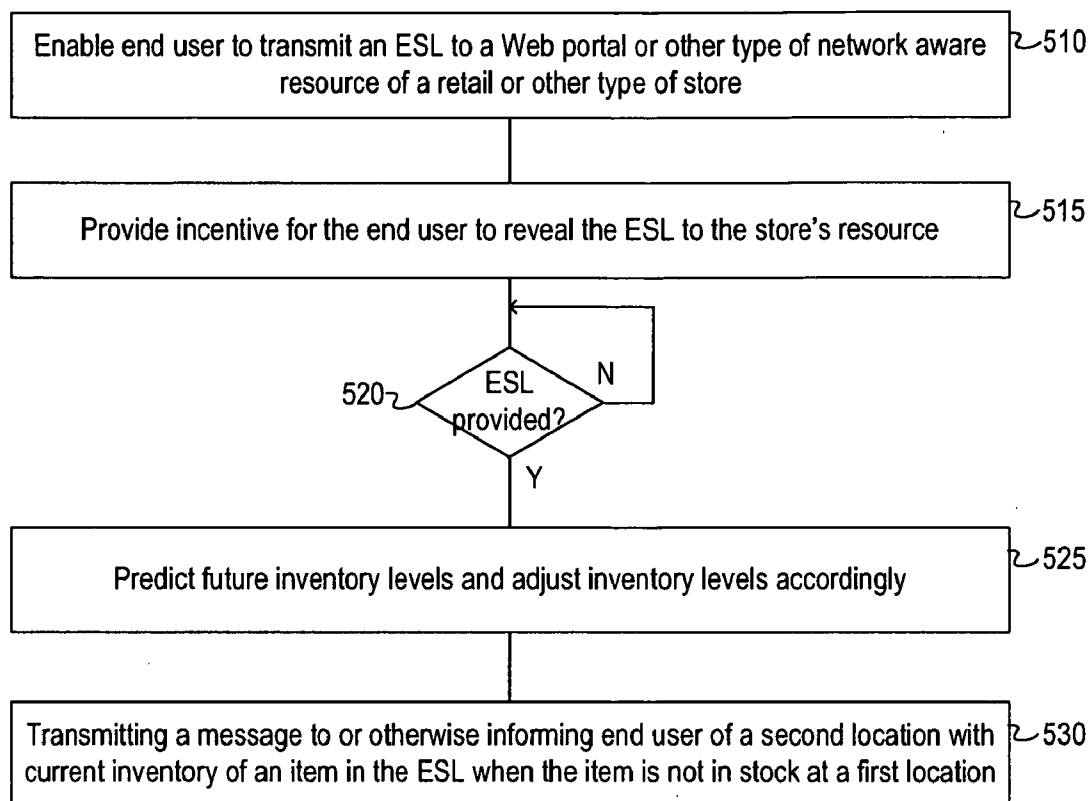 Enable end user to transmit an ESL to a Web portal or other type of network aware
resource of a retail or other type of store
510
Provide incentive for the end user to reveal the ESL to the store's resource
515
ESL
provided?
N
520
Y
Predict future inventory levels and adjust inventory levels accordingly
525
Transmitting a message to or otherwise informing end user of a second location with
current inventory of an item in the ESL when the item is not in stock at a first location
530